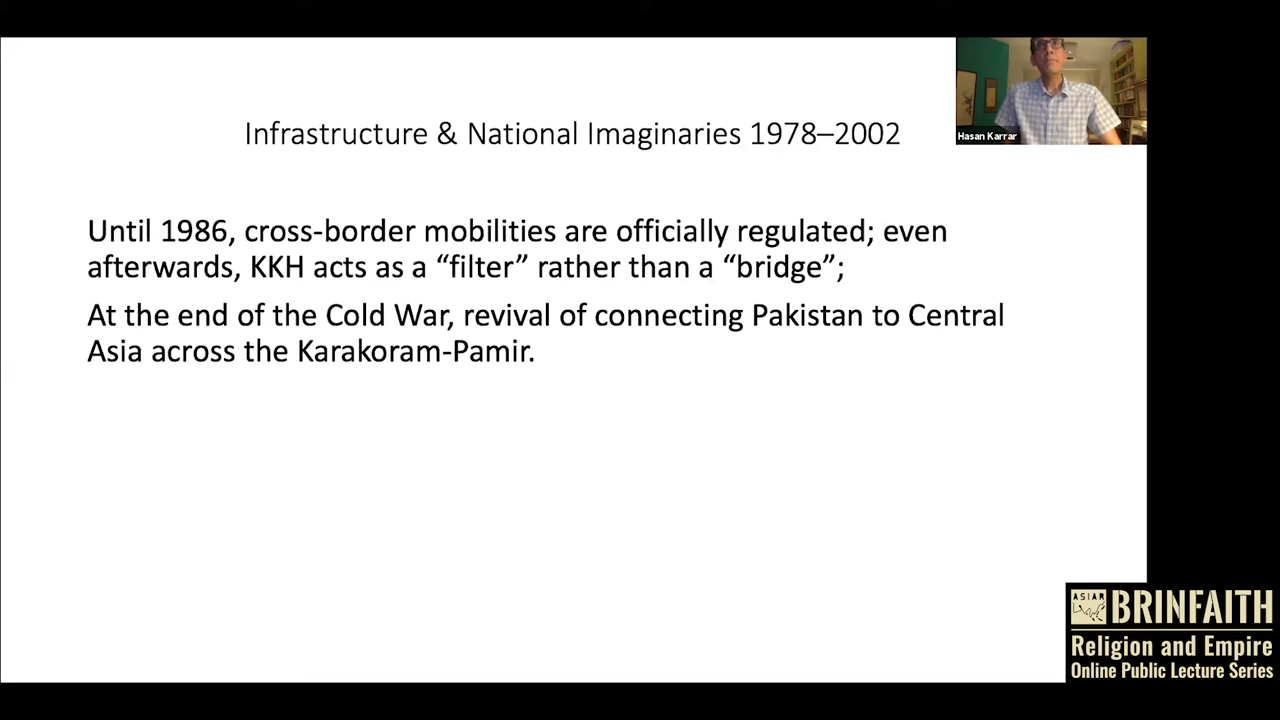 Infrastructure & National Imaginaries 1978–2002
Hasan Karrar
Until 1986, cross-border mobilities are officially regulated; even
afterwards, KKH acts as a “filter” rather than a “bridge”;
At the end of the Cold War, revival of connecting Pakistan to Central
Asia across the Karakoram-Pamir.
ASIAR
BRINFAITH
Religion and Empire
Online Public Lecture Series